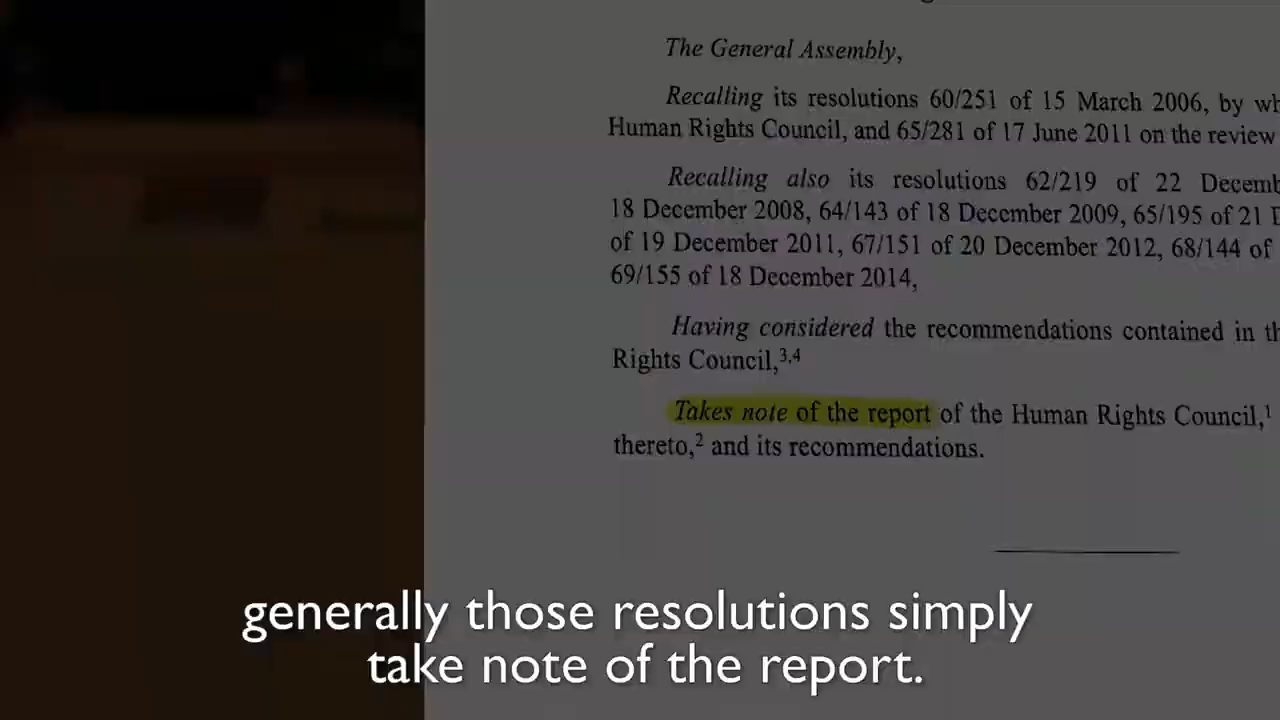 The General Assembly,
Recalling its resolutions 60/251 of 15 March 2006, by
Human Rights Council, and 65/281 of 17 June 2011 on the review
Recalling also its resolutions 62/219 of 22
18 December 2008, 64/143 of 18 December 2009, 65/195 of 21
of 19 December 2011, 67/151 of 20 December 2012, 68/144 of
69/155 of 18 December 2014,
Having considered the recommendations contained in
Rights Council,3,4
Takes note of the report of the Human Rights Council,1
thereto,2 and its recommendations.
generally those resolutions simply
take note of the report.